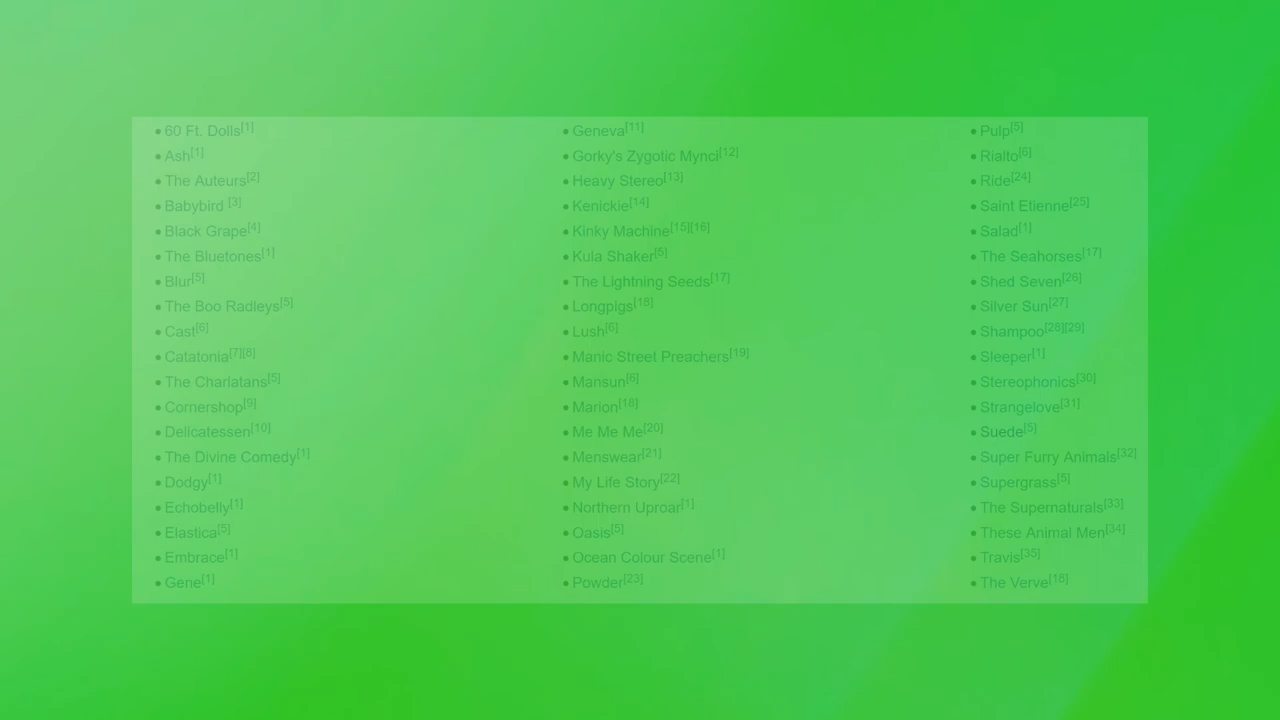 • 60 Ft. Dolls[1]
• Ash[1]
• The Auteurs[2]
• Babybird [3]
• Black Grape[4]
• The Bluetones[1]
• Blur[5]
• The Boo Radleys[5]
• Cast[6]
• Catatonia[7][8]
• The Charlatans[5]
• Cornershop[9]
• Delicatessen[10]
• The Divine Comedy[1]
• Dodgy[1]
• Echobelly[1]
• Elastica[5]
• Embrace[1]
• Gene[1]
• Geneva[11]
• Gorky's Zygotic Mynci[12]
• Heavy Stereo[13]
• Kenickie[14]
• Kinky Machine[15][16]
• Kula Shaker[5]
• The Lightning Seeds[17]
• Longpigs[18]
• Lush[6]
• Manic Street Preachers[19]
• Mansun[6]
• Marion[18]
• Me Me Me[20]
• Menswear[21]
• My Life Story[22]
• Northern Uproar[1]
• Oasis[5]
• Ocean Colour Scene[1]
• Powder[23]
• Pulp[5]
• Rialto[6]
• Ride[24]
• Saint Etienne[25]
• Salad[1]
• The Seahorses[17]
• Shed Seven[26]
• Silver Sun[27]
• Shampoo[28][29]
• Sleeper[1]
• Stereophonics[30]
• Strangelove[31]
• Suede[5]
• Super Furry Animals[32]
• Supergrass[5]
• The Supernaturals[33]
• These Animal Men[34]
• Travis[35]
• The Verve[18]